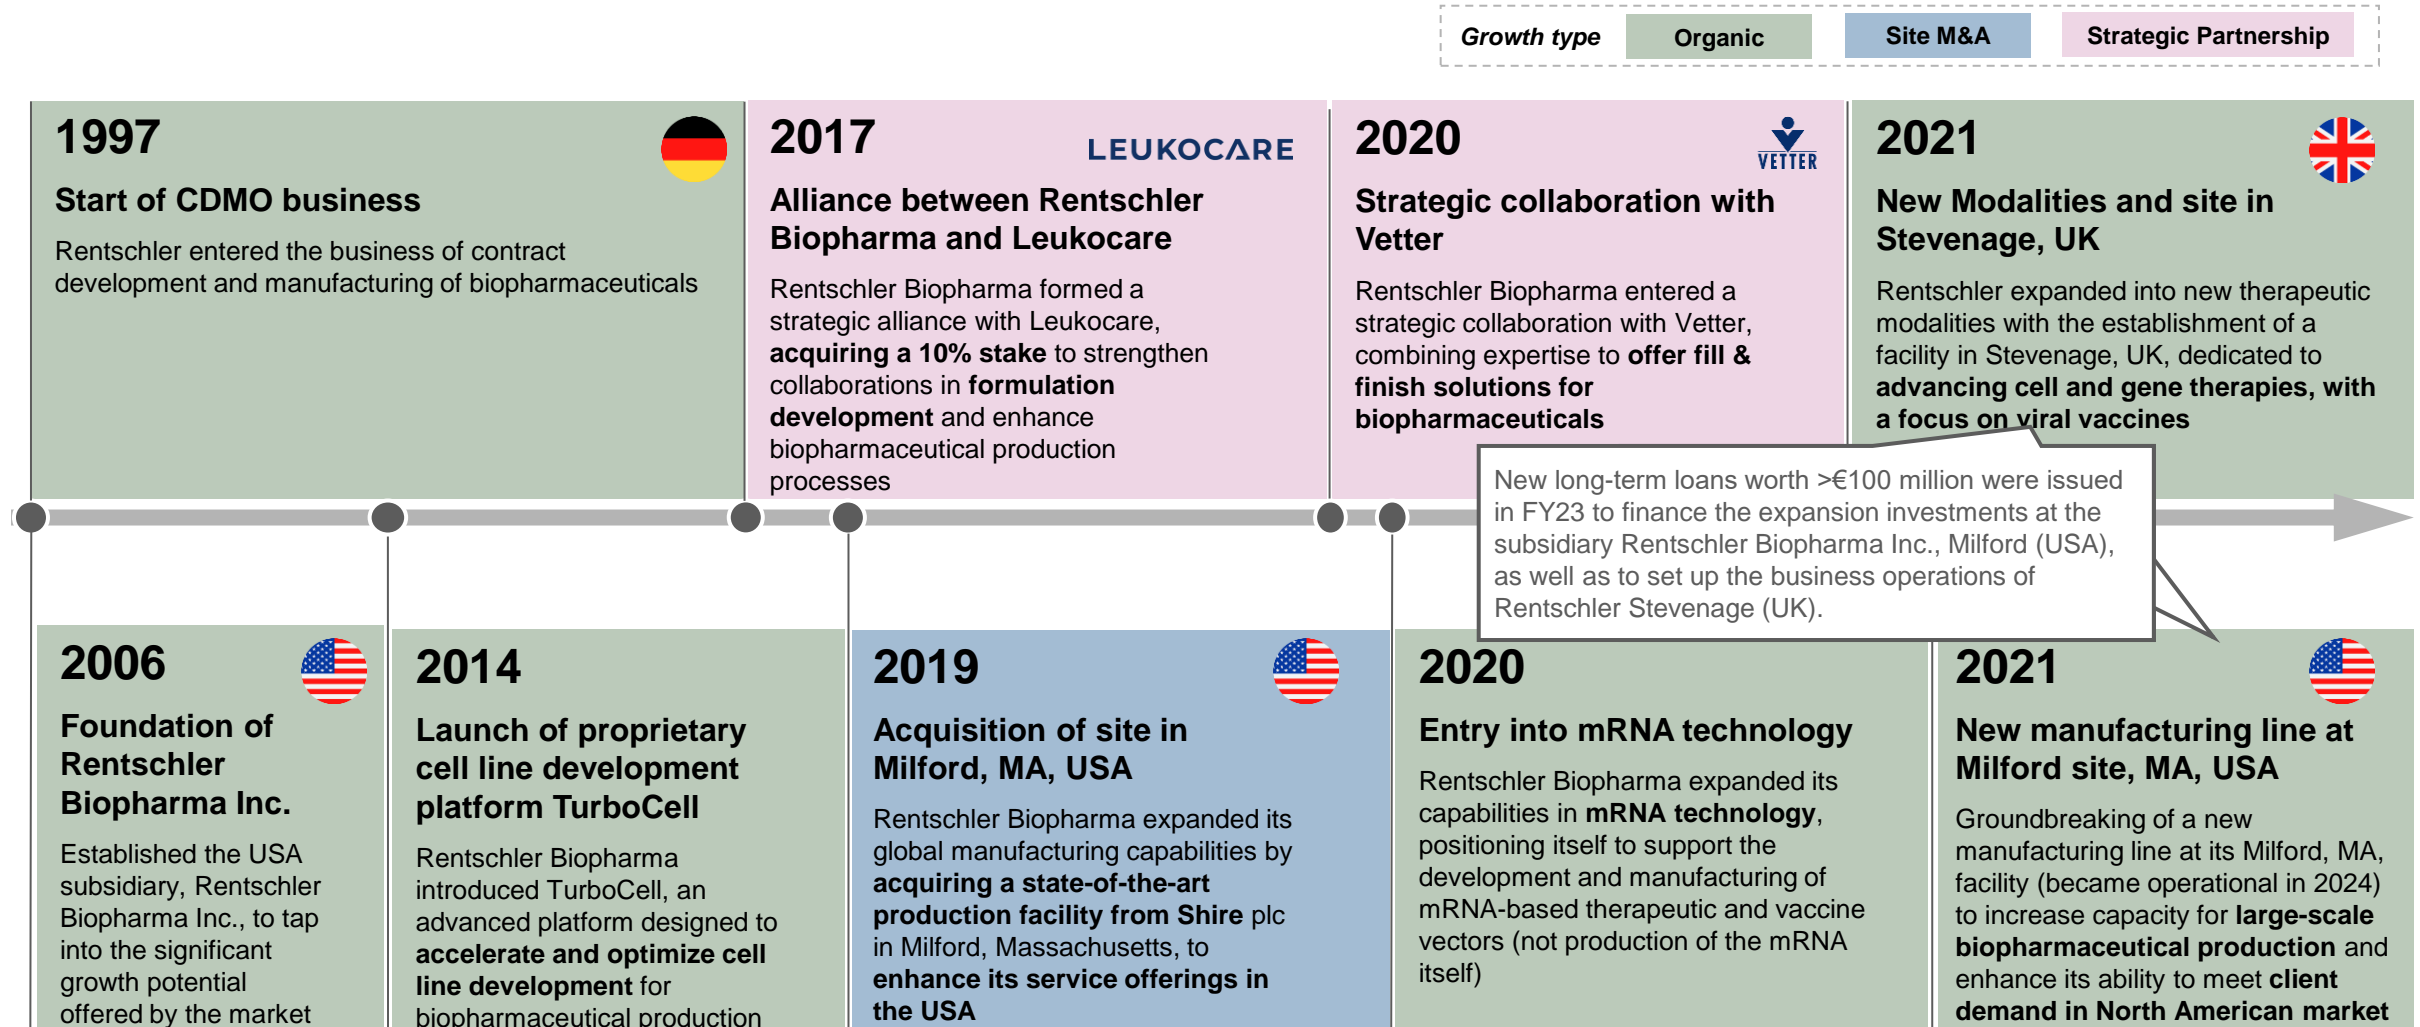 Growth type
Organic
Site M&A
Strategic Partnership
1997
Start of CDMO business
Rentschler entered the business of contract
development and manufacturing of biopharmaceuticals
2017
LEUKOCARE
Alliance between Rentschler
Biopharma and Leukocare
Rentschler Biopharma formed a
strategic alliance with Leukocare,
acquiring a 10% stake to strengthen
collaborations in formulation
development and enhance
biopharmaceutical production
processes
2020
VETTER
Strategic collaboration with
Vetter
Rentschler Biopharma entered a
strategic collaboration with Vetter,
combining expertise to offer fill &
finish solutions for
biopharmaceuticals
2021
New Modalities and site in
Stevenage, UK
Rentschler expanded into new therapeutic
modalities with the establishment of a
facility in Stevenage, UK, dedicated to
advancing cell and gene therapies, with
a focus on viral vaccines
New long-term loans worth >€100 million were issued
in FY23 to finance the expansion investments at the
subsidiary Rentschler Biopharma Inc., Milford (USA),
as well as to set up the business operations of
Rentschler Stevenage (UK).
2006
Foundation of
Rentschler
Biopharma Inc.
Established the USA
subsidiary, Rentschler
Biopharma Inc., to tap
into the significant
growth potential
offered by the market
2014
Launch of proprietary
cell line development
platform TurboCell
Rentschler Biopharma
introduced TurboCell, an
advanced platform designed to
accelerate and optimize cell
line development for
biopharmaceutical production
2019
Acquisition of site in
Milford, MA, USA
Rentschler Biopharma expanded its
global manufacturing capabilities by
acquiring a state-of-the-art
production facility from Shire plc
in Milford, Massachusetts, to
enhance its service offerings in
the USA
2020
Entry into mRNA technology
Rentschler Biopharma expanded its
capabilities in mRNA technology,
positioning itself to support the
development and manufacturing of
mRNA-based therapeutic and vaccine
vectors (not production of the mRNA
itself)
2021
New manufacturing line at
Milford site, MA, USA
Groundbreaking of a new
manufacturing line at its Milford, MA,
facility (became operational in 2024)
to increase capacity for large-scale
biopharmaceutical production and
enhance its ability to meet client
demand in North American market